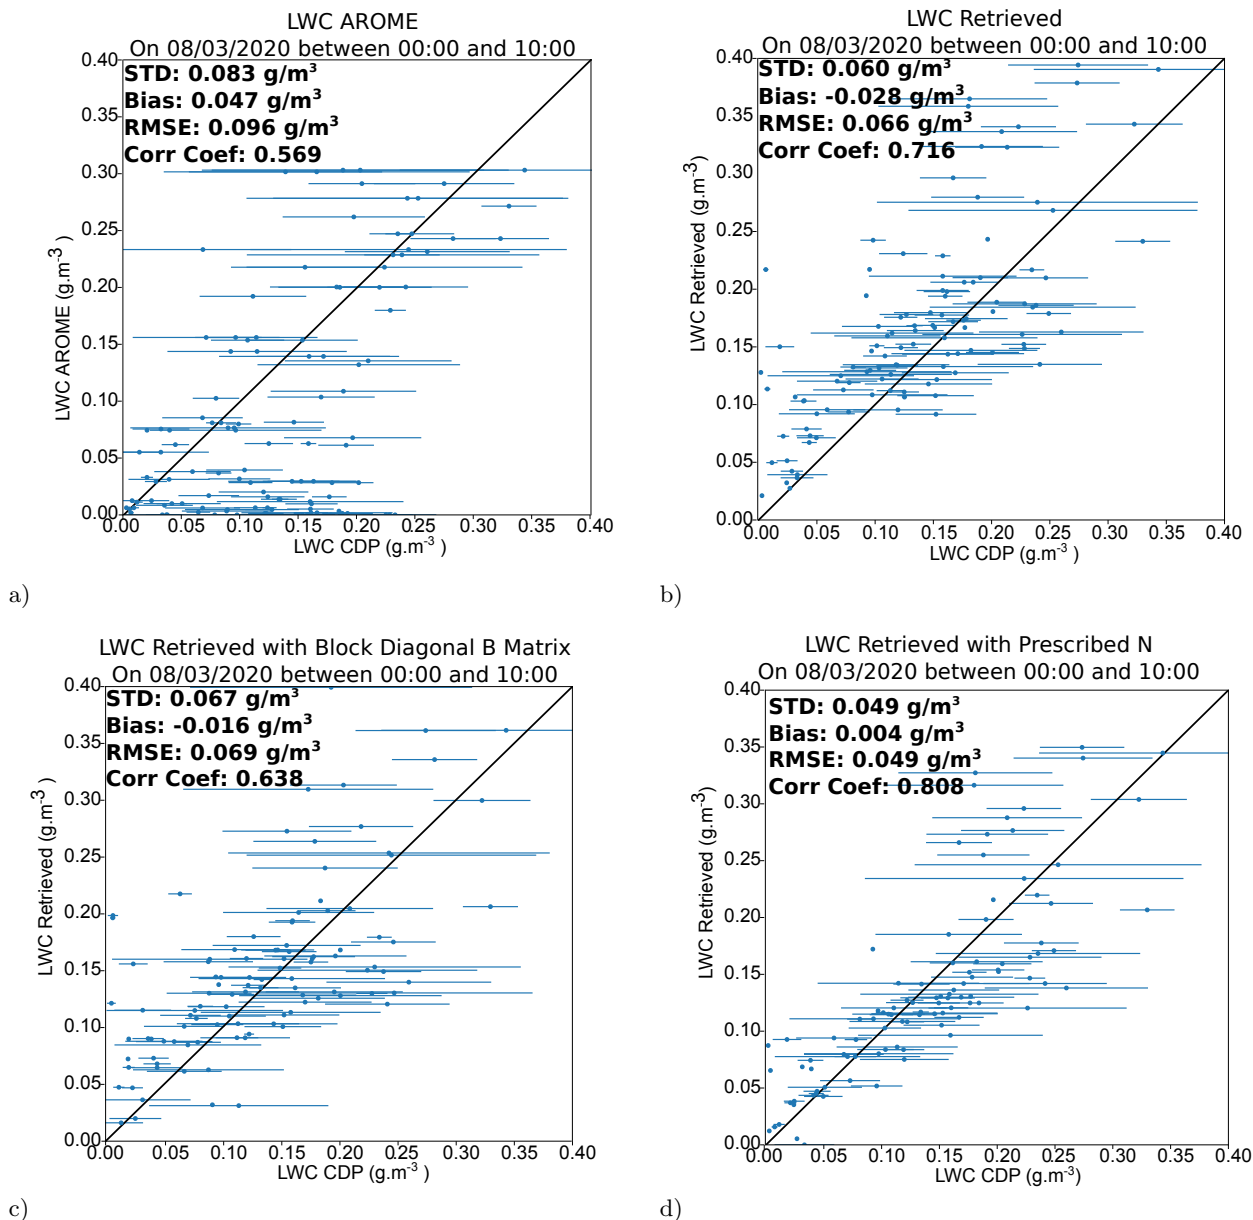 LWC AROME
On 08/03/2020 between 00:00 and 10:00
STD: 0.083 g/m³
Bias: 0.047 g/m³
RMSE: 0.096 g/m³
Corr Coef: 0.569
0.40
0.35
0.30
0.25
0.20
0.15
0.10
0.05
0.00
LWC AROME (g.m⁻³ )
0.00 0.05 0.10 0.15 0.20 0.25 0.30 0.35 0.40
LWC CDP (g.m⁻³ )
a)
LWC Retrieved
On 08/03/2020 between 00:00 and 10:00
STD: 0.060 g/m³
Bias: -0.028 g/m³
RMSE: 0.066 g/m³
Corr Coef: 0.716
0.40
0.35
0.30
0.25
0.20
0.15
0.10
0.05
0.00
LWC Retrieved (g.m⁻³)
0.00 0.05 0.10 0.15 0.20 0.25 0.30 0.35 0.40
LWC CDP (g.m⁻³ )
b)
LWC Retrieved with Block Diagonal B Matrix
On 08/03/2020 between 00:00 and 10:00
STD: 0.067 g/m³
Bias: -0.016 g/m³
RMSE: 0.069 g/m³
Corr Coef: 0.638
0.40
0.35
0.30
0.25
0.20
0.15
0.10
0.05
0.00
LWC Retrieved (g.m⁻³)
0.00 0.05 0.10 0.15 0.20 0.25 0.30 0.35 0.40
LWC CDP (g.m⁻³ )
c)
LWC Retrieved with Prescribed N
On 08/03/2020 between 00:00 and 10:00
STD: 0.049 g/m³
Bias: 0.004 g/m³
RMSE: 0.049 g/m³
Corr Coef: 0.808
0.40
0.35
0.30
0.25
0.20
0.15
0.10
0.05
0.00
LWC Retrieved (g.m⁻³)
0.00 0.05 0.10 0.15 0.20 0.25 0.30 0.35 0.40
LWC CDP (g.m⁻³)
d)